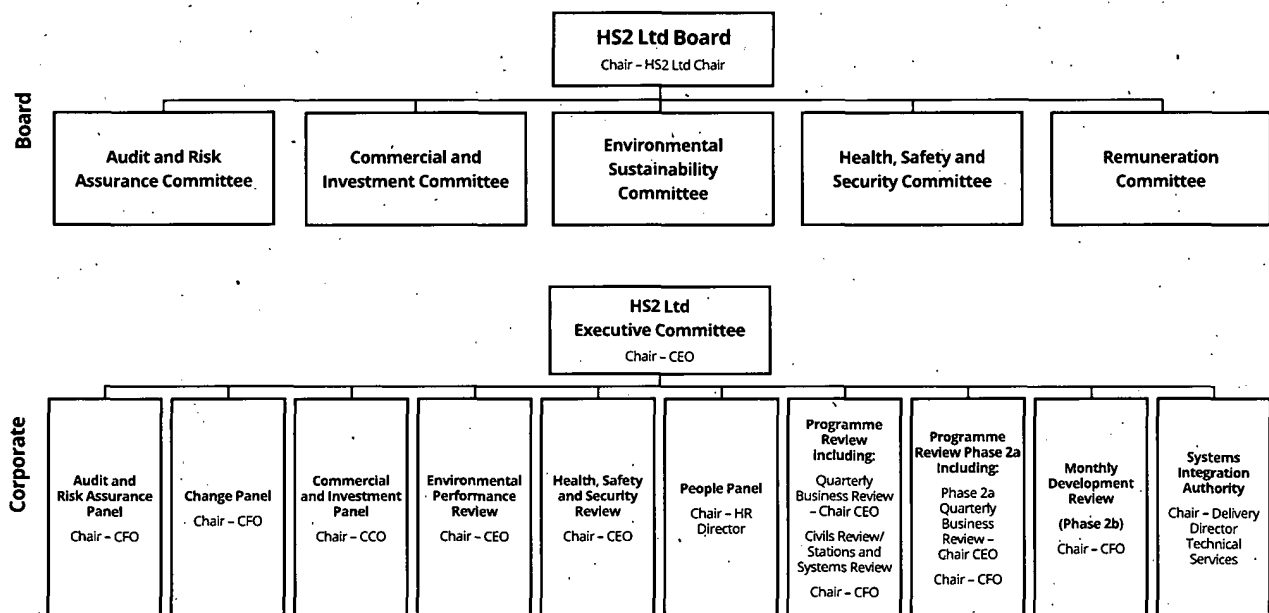 HS2 Ltd Board
Chair – HS2 Ltd Chair
Board
Audit and Risk
Assurance Committee
Commercial and
Investment Committee
Environmental
Sustainability
Committee
Health, Safety and
Security Committee
Remuneration
Committee
HS2 Ltd
Executive Committee
Chair – CEO
Corporate
Audit and
Risk Assurance
Panel
Chair – CFO
Change Panel
Chair – CFO
Commercial
and Investment
Panel
Chair – CCO
Environmental
Performance
Review
Chair – CEO
Health, Safety
and Security
Review
Chair – CEO
People Panel
Chair – HR
Director
Programme
Review
Including:
Quarterly
Business Review
– Chair CEO
Civils Review/
Stations and
Systems Review
Chair – CFO
Programme
Review Phase 2a
Including:
Phase 2a
Quarterly
Business
Review –
Chair CEO
Chair – CFO
Monthly
Development
Review
(Phase 2b)
Chair – CFO
Systems
Integration
Authority
Chair – Delivery
Director
Technical
Services